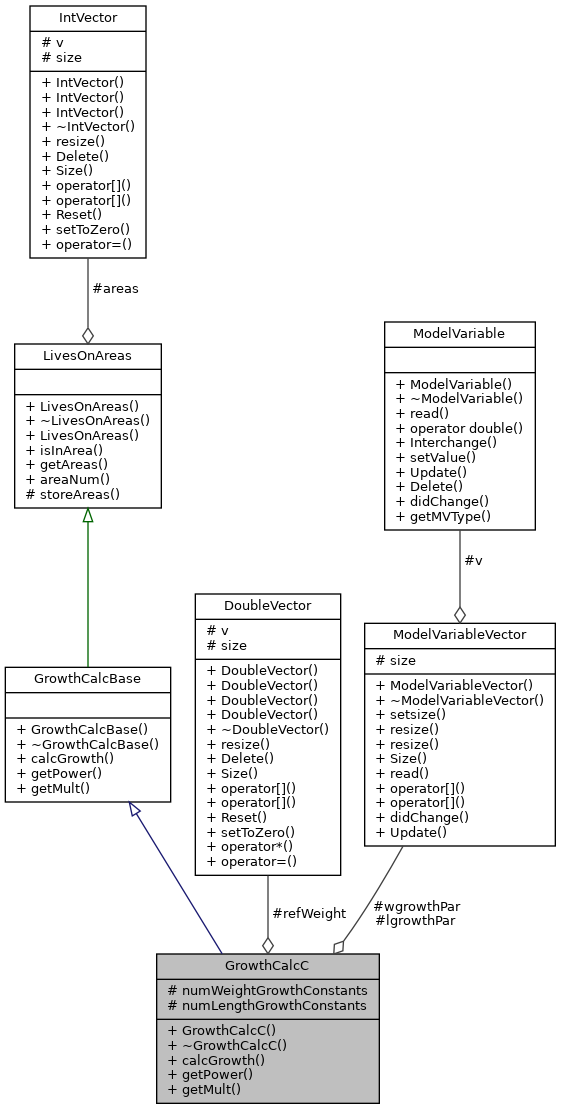 IntVector
# v
# size
+ IntVector()
+ IntVector()
+ IntVector()
+ ~IntVector()
+ resize()
+ Delete()
+ Size()
+ operator[]()
+ operator[]()
+ Reset()
+ setToZero()
+ operator=()
#areas
LivesOnAreas
+ LivesOnAreas()
+ ~LivesOnAreas()
+ LivesOnAreas()
+ isInArea()
+ getAreas()
+ areaNum()
# storeAreas()
ModelVariable
+ ModelVariable()
+ ~ModelVariable()
+ read()
+ operator double()
+ Interchange()
+ setValue()
+ Update()
+ Delete()
+ didChange()
+ getMVType()
#v
GrowthCalcBase
+ GrowthCalcBase()
+ ~GrowthCalcBase()
+ calcGrowth()
+ getPower()
+ getMult()
DoubleVector
# v
# size
+ DoubleVector()
+ DoubleVector()
+ DoubleVector()
+ DoubleVector()
+ ~DoubleVector()
+ resize()
+ Delete()
+ Size()
+ operator[]()
+ operator[]()
+ Reset()
+ setToZero()
+ operator*()
+ operator=()
#refWeight
ModelVariableVector
# size
+ ModelVariableVector()
+ ~ModelVariableVector()
+ setsize()
+ resize()
+ resize()
+ Size()
+ read()
+ operator[]()
+ operator[]()
+ didChange()
+ Update()
#wgrowthPar
#lgrowthPar
GrowthCalcC
# numWeightGrowthConstants
# numLengthGrowthConstants
+ GrowthCalcC()
+ ~GrowthCalcC()
+ calcGrowth()
+ getPower()
+ getMult()